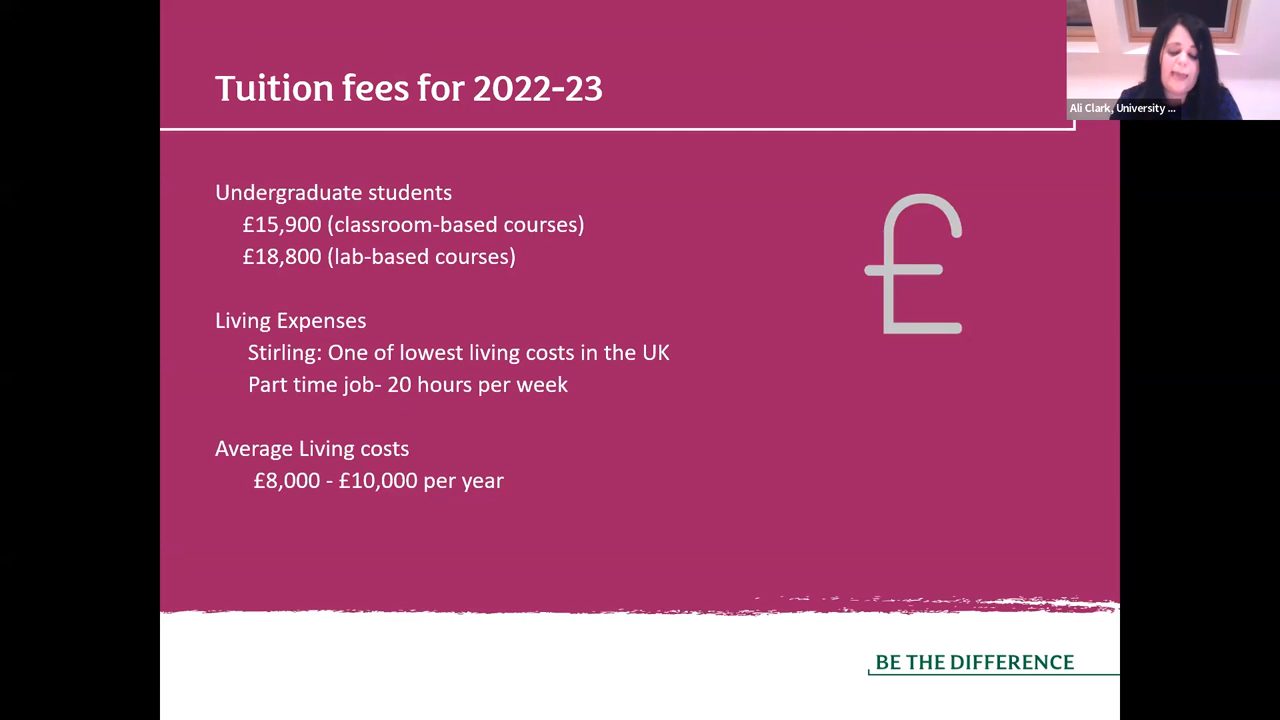 Tuition fees for 2022-23
Ali Clark, University ...
Undergraduate students
£15,900 (classroom-based courses)
£18,800 (lab-based courses)
Living Expenses
Stirling: One of lowest living costs in the UK
Part time job- 20 hours per week
Average Living costs
£8,000 - £10,000 per year
£
BE THE DIFFERENCE